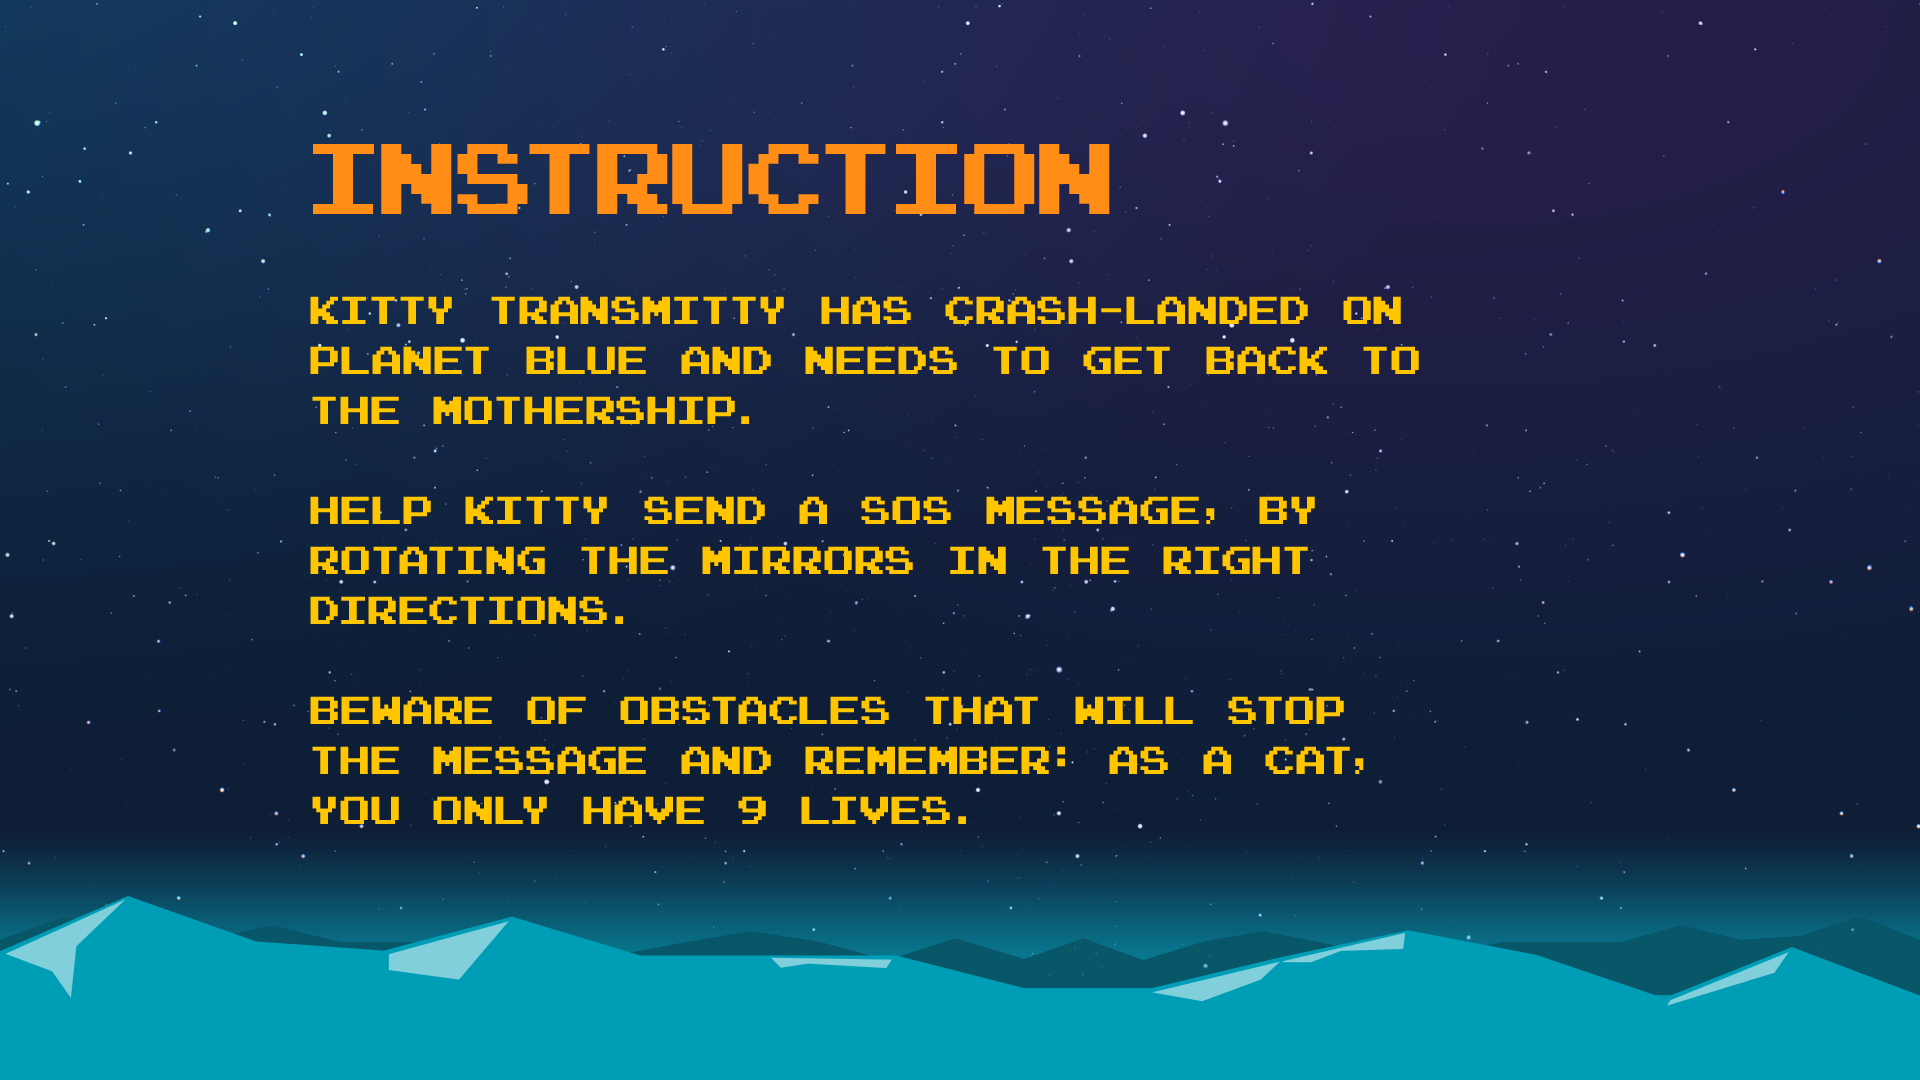 INSTRUCTION
KITTY TRANSMITTY HAS CRASH-LANDED ON
PLANET BLUE AND NEEDS TO GET BACK TO
THE MOTHERSHIP.
HELP KITTY SEND A SOS MESSAGE, BY
ROTATING THE MIRRORS IN THE RIGHT
DIRECTIONS.
BEWARE OF OBSTACLES THAT WILL STOP
THE MESSAGE AND REMEMBER: AS A CAT,
YOU ONLY HAVE 9 LIVES.